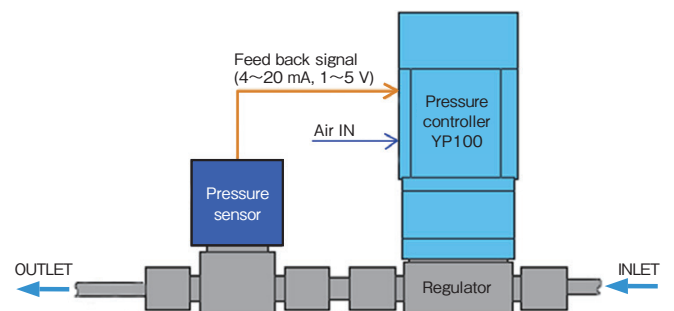 Feed back signal
(4～20 mA, 1～5 V)
Air IN
Pressure
controller
YP100
Pressure
sensor
OUTLET
Regulator
INLET